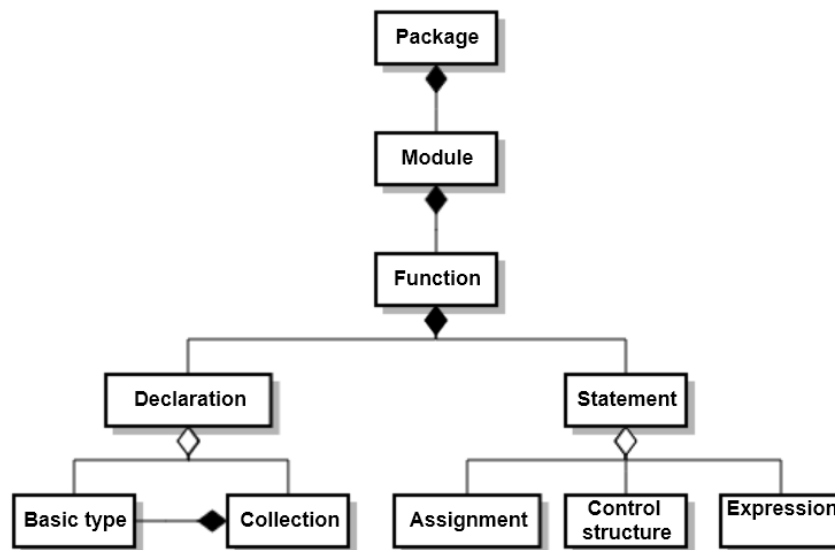 Package
Module
Function
Declaration
Statement
Basic type
Collection
Assignment
Control
structure
Expression